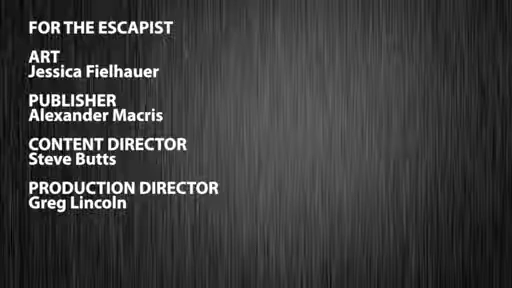 FOR THE ESCAPIST
ART
Jessica Fielhauer
PUBLISHER
Alexander Macris
CONTENT DIRECTOR
Steve Butts
PRODUCTION DIRECTOR
Greg Lincoln